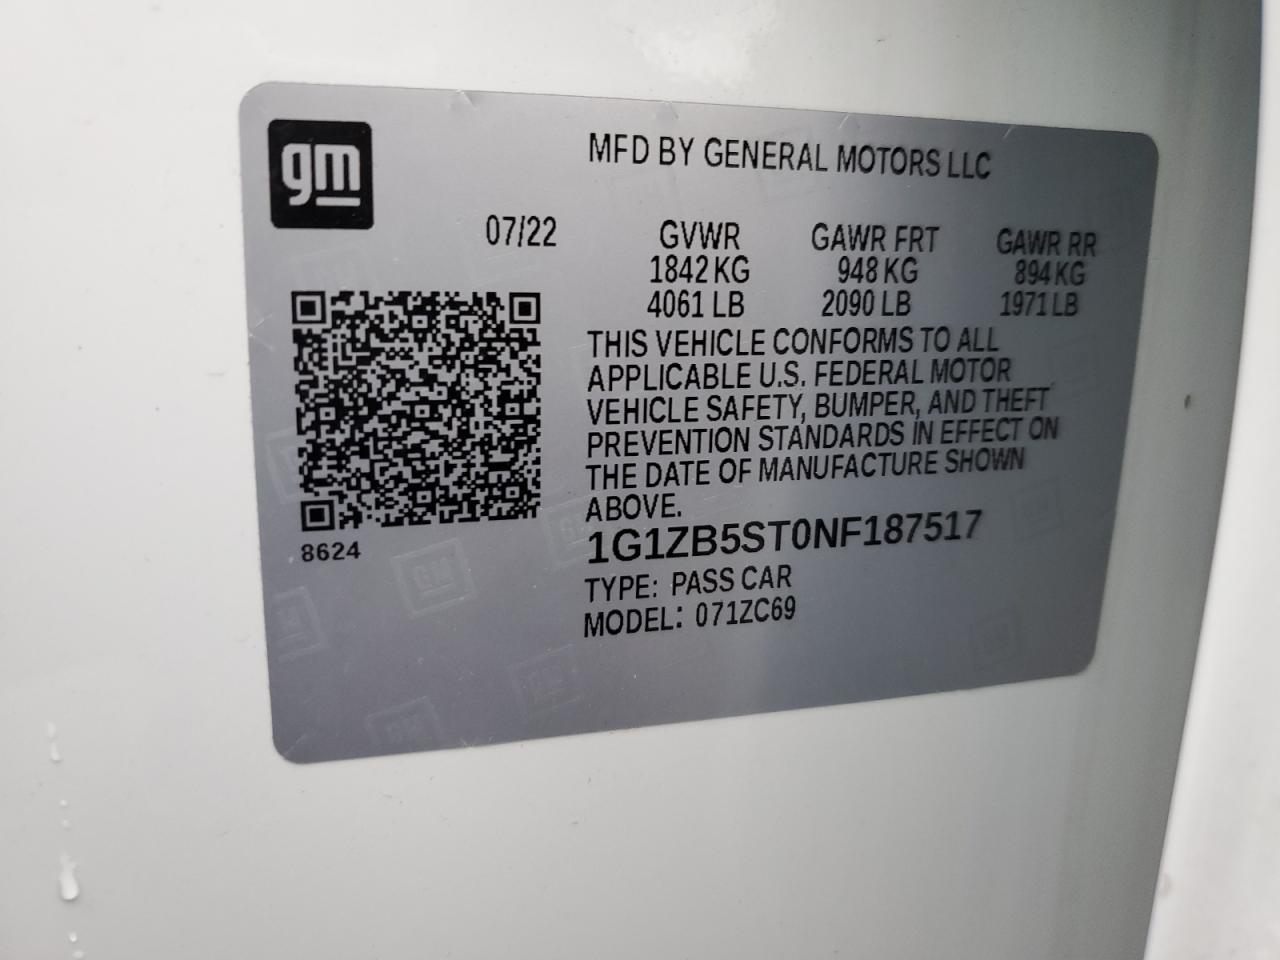 gm
MFD BY GENERAL MOTORS LLC
07/22
GVWR GAWR FRT GAWR RR
1842 KG 948 KG 894 KG
4061 LB 2090 LB 1971 LB
THIS VEHICLE CONFORMS TO ALL
APPLICABLE U.S. FEDERAL MOTOR
VEHICLE SAFETY, BUMPER, AND THEFT
PREVENTION STANDARDS IN EFFECT ON
THE DATE OF MANUFACTURE SHOWN
ABOVE.
1G1ZB5ST0NF187517
TYPE: PASS CAR
MODEL: 071ZC69
8624
GM